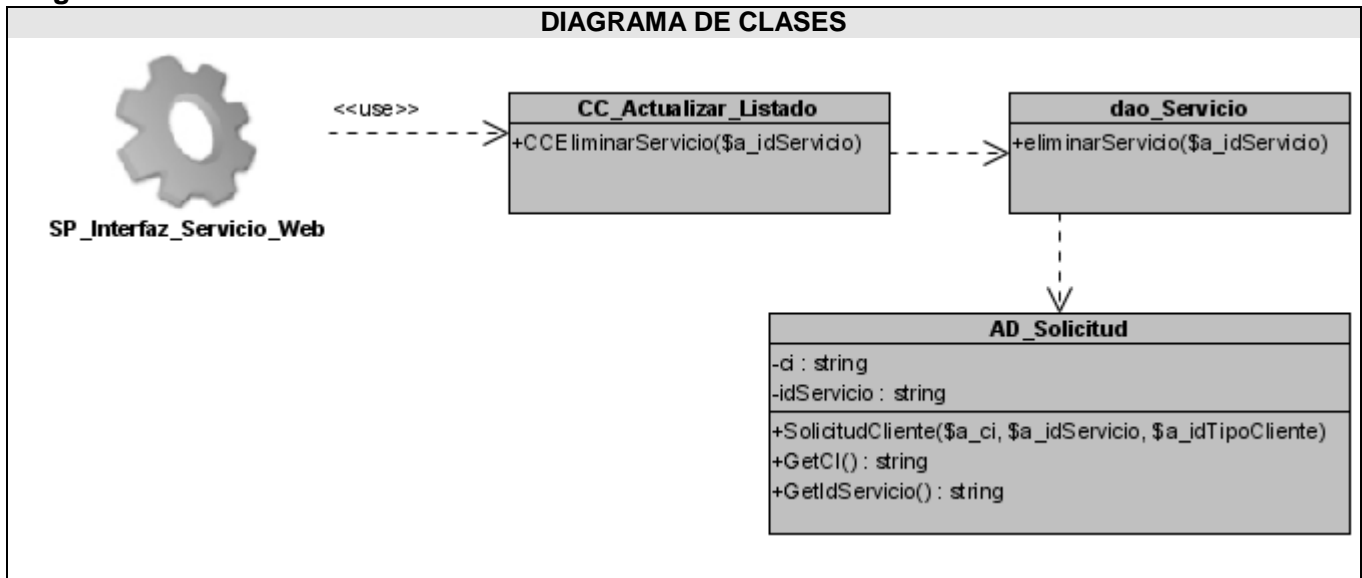 DIAGRAMA DE CLASES
<<use>>
SP_Interfaz_Servicio_Web
CC_Actualizar_Listado
+CCEliminarServicio($a_idServicio)
dao_Servicio
+eliminarServicio($a_idServicio)
AD_Solicitud
-ci : string
-idServicio : string
+SolicitudCliente($a_ci, $a_idServicio, $a_idTipoCliente)
+GetCI() : string
+GetIdServicio() : string